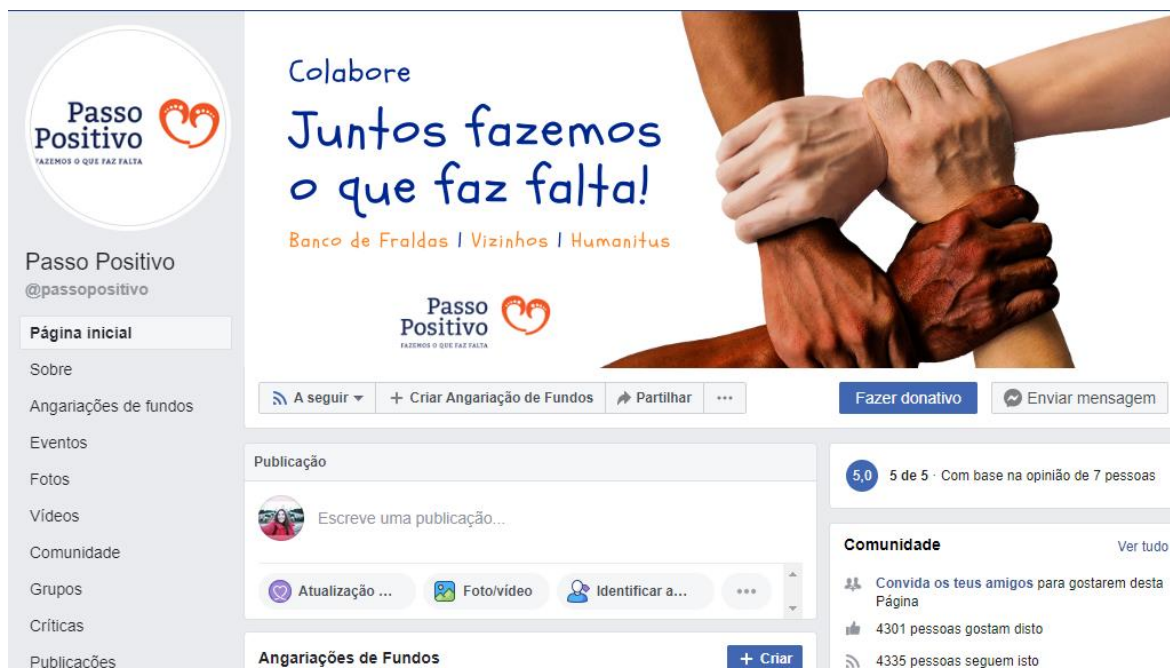 Passo
Positivo
FAZEMOS O QUE FAZ FALTA
Passo Positivo
@passopositivo
Página inicial
Sobre
Angariações de fundos
Eventos
Fotos
Vídeos
Comunidade
Grupos
Críticas
Publicações
Colabore
Juntos fazemos
o que faz falta!
Banco de Fraldas | Vizinhos | Humanitus
Passo
Positivo
FAZEMOS O QUE FAZ FALTA
A seguir
+ Criar Angariação de Fundos
Partilhar
...
Fazer donativo
Enviar mensagem
Publicação
Escreve uma publicação...
Atualização ...
Foto/vídeo
Identificar a...
...
Angariações de Fundos
+ Criar
5,0
5 de 5 · Com base na opinião de 7 pessoas
Comunidade
Ver tudo
Convida os teus amigos para gostarem desta
Página
4301 pessoas gostam disto
4335 pessoas seguem isto